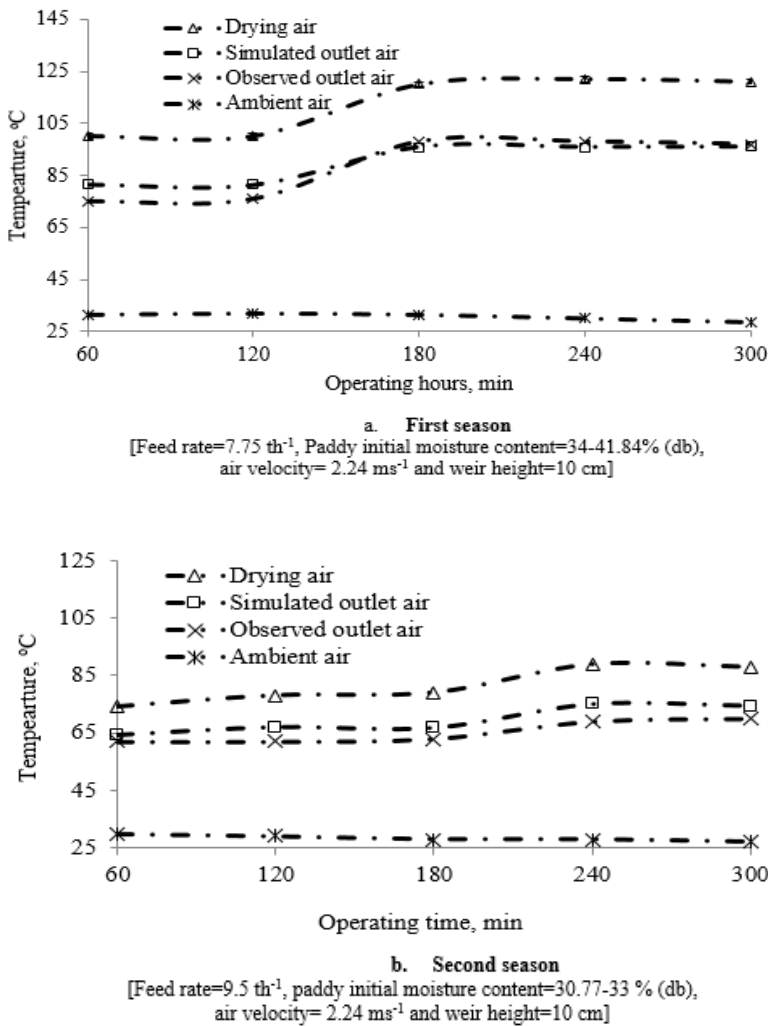 145
125
105
85
65
45
25
Tempearture, ºC
Drying air
Simulated outlet air
Observed outlet air
Ambient air
60 120 180 240 300
Operating hours, min
a. First season
[Feed rate=7.75 th-1, Paddy initial moisture content=34-41.84% (db),
air velocity= 2.24 ms-1 and weir height=10 cm]
125
105
85
65
45
25
Tempearture, ºC
Drying air
Simulated outlet air
Observed outlet air
Ambient air
60 120 180 240 300
Operating time, min
b. Second season
[Feed rate=9.5 th-1, paddy initial moisture content=30.77-33 % (db),
air velocity= 2.24 ms-1 and weir height=10 cm]